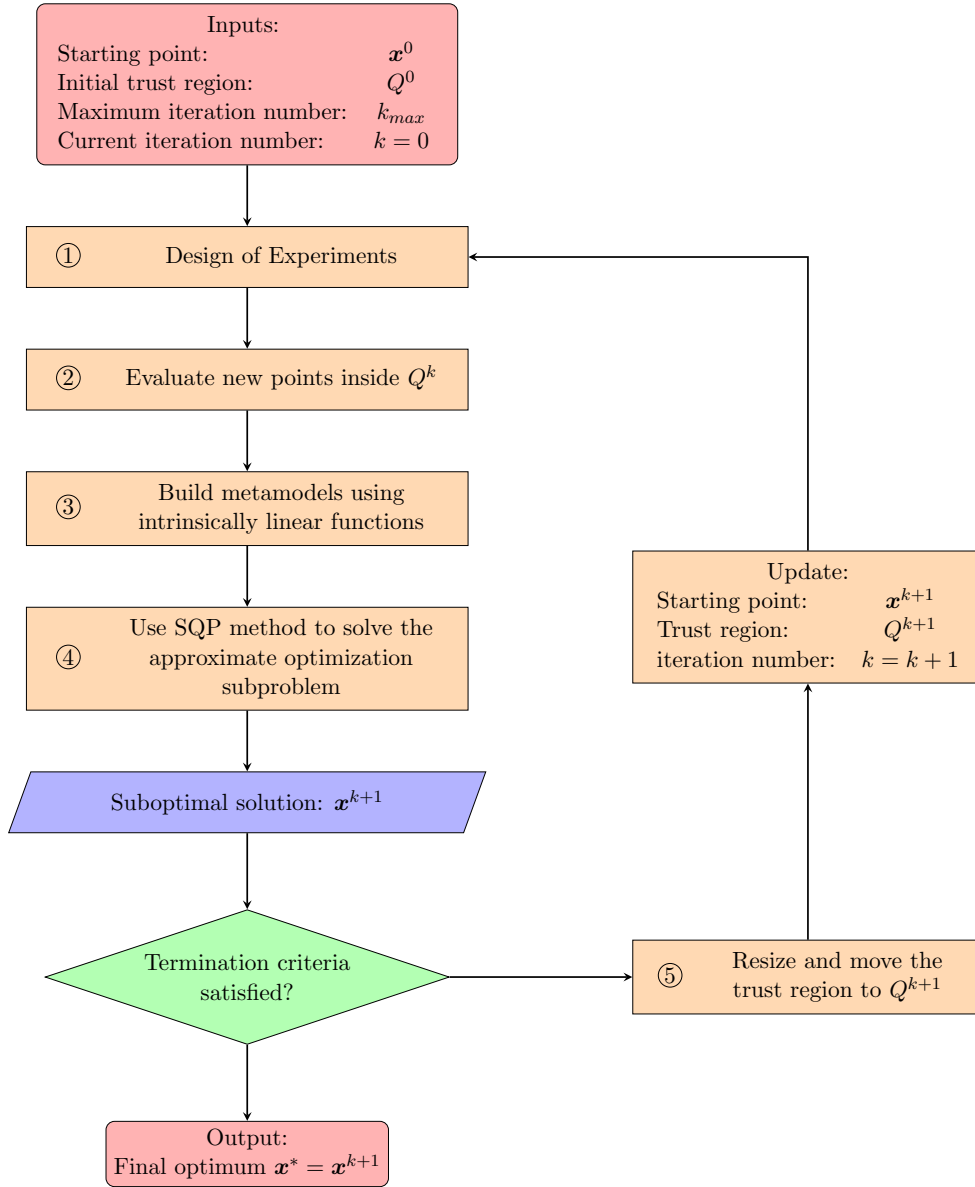 Inputs:
Starting point: x^0
Initial trust region: Q^0
Maximum iteration number: k_max
Current iteration number: k = 0
① Design of Experiments
② Evaluate new points inside Q^k
③ Build metamodels using
intrinsically linear functions
④ Use SQP method to solve the
approximate optimization
subproblem
Suboptimal solution: x^{k+1}
Termination criteria
satisfied?
Output:
Final optimum x^* = x^{k+1}
⑤ Resize and move the
trust region to Q^{k+1}
Update:
Starting point: x^{k+1}
Trust region: Q^{k+1}
iteration number: k = k + 1